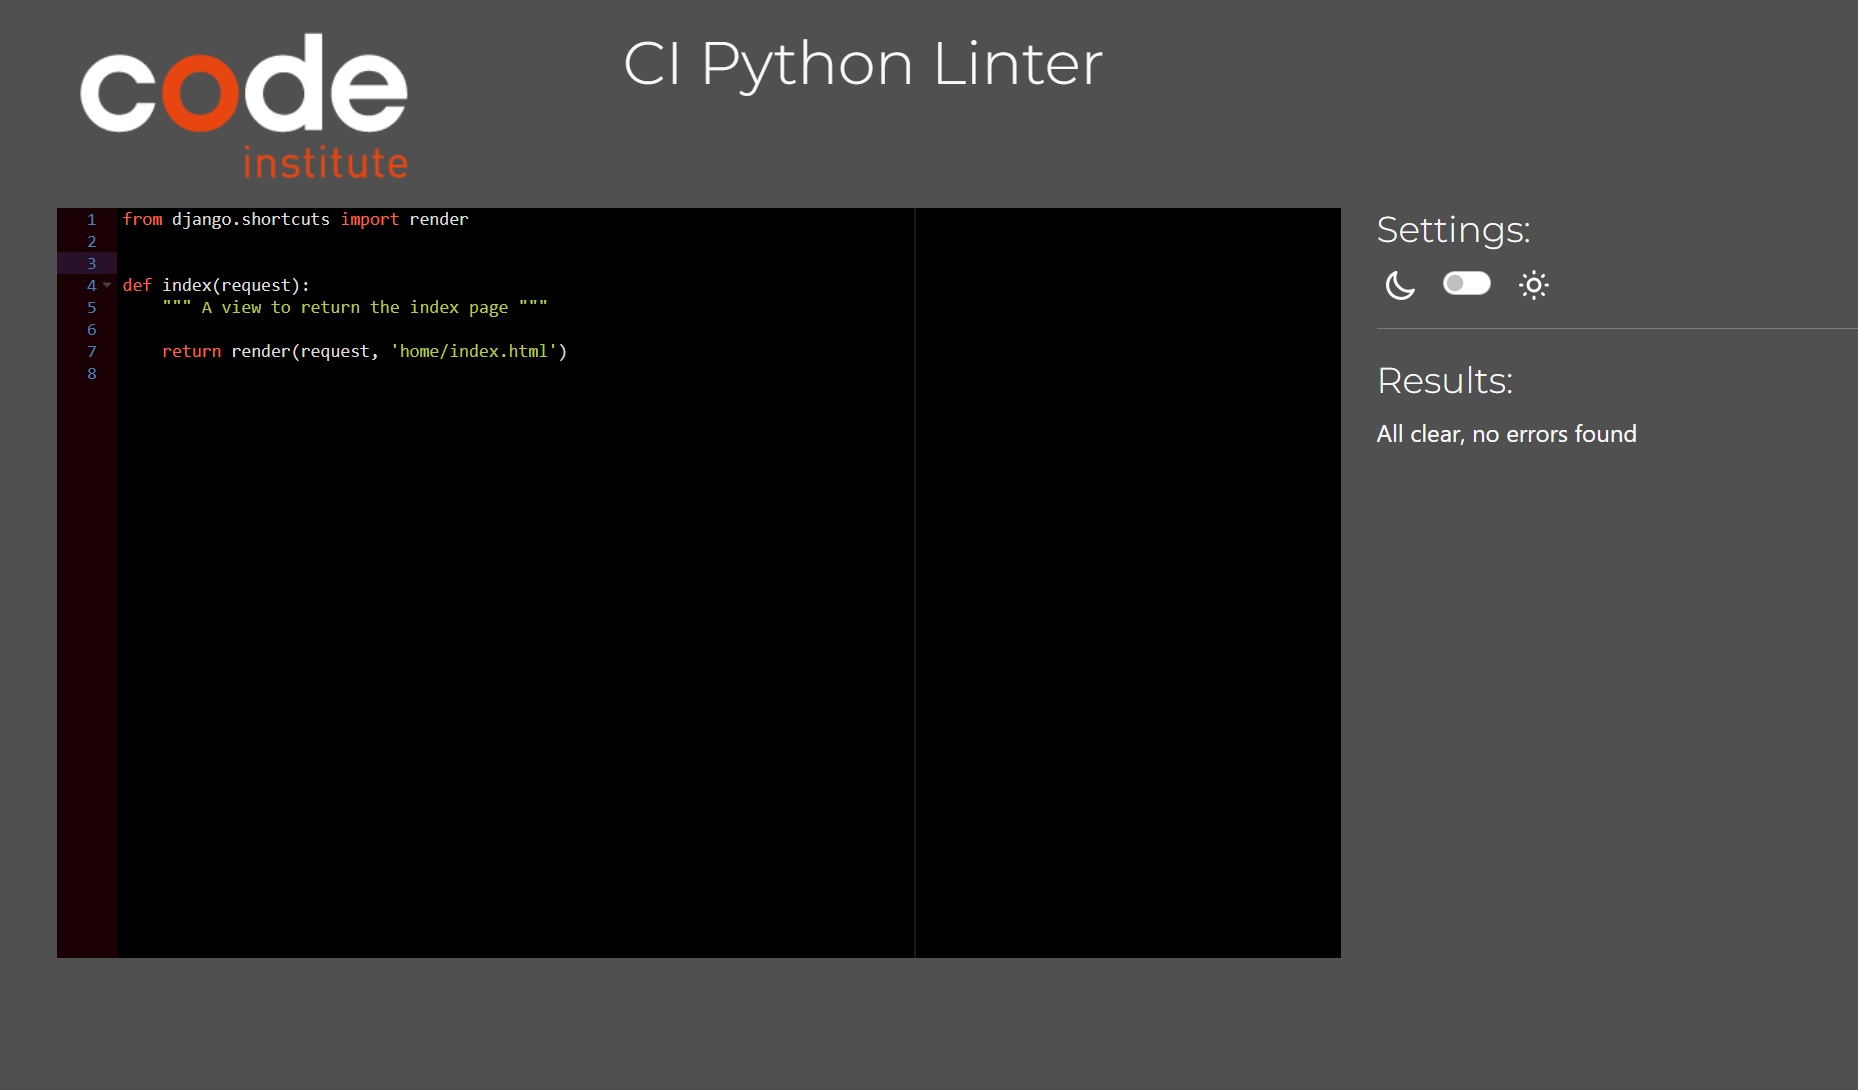 code
institute
CI Python Linter
1 from django.shortcuts import render
2
3
4 def index(request):
5     """ A view to return the index page """
6
7     return render(request, 'home/index.html')
8
Settings:
Results:
All clear, no errors found